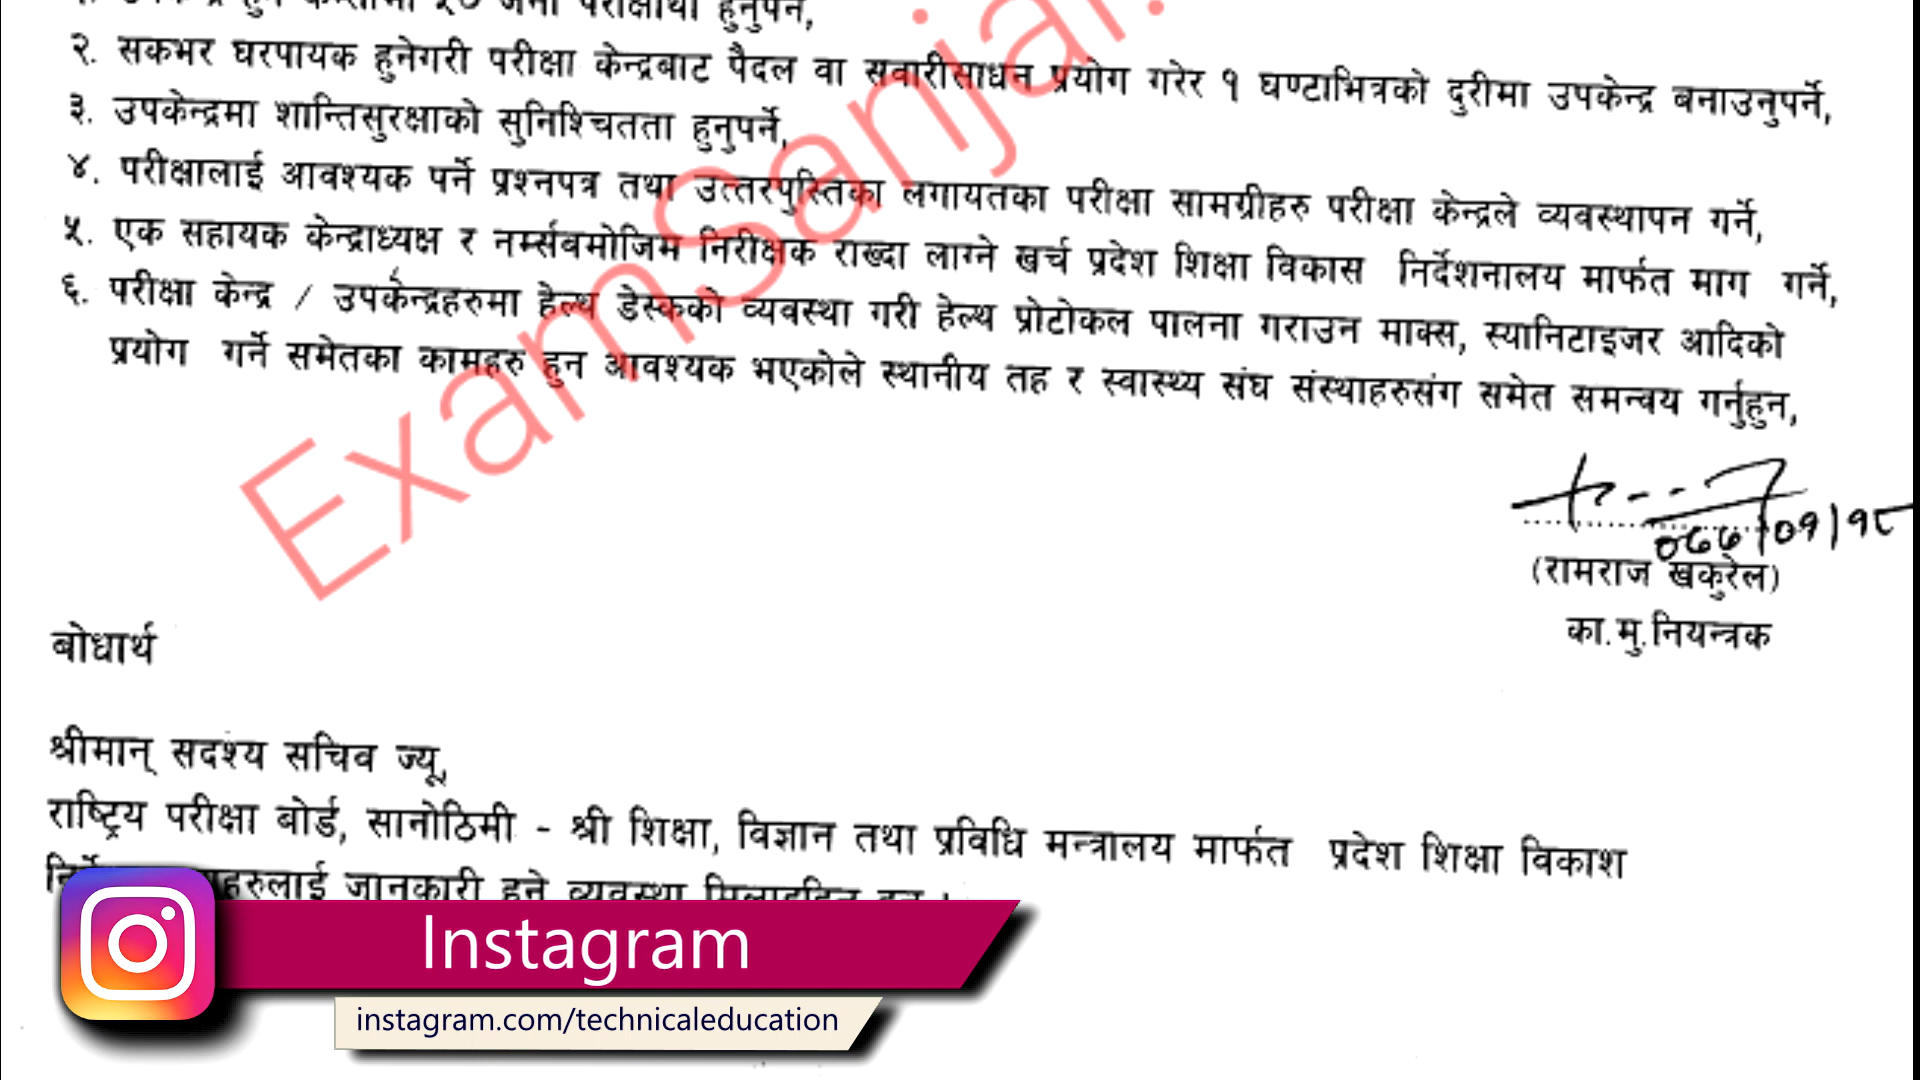 २. सकभर घरपायक हुनेगरी परीक्षा केन्द्रबाट पैदल वा सवारीसाधन प्रयोग गरेर १ घण्टाभित्रको दुरीमा उपकेन्द्र बनाउनुपर्ने,
३. उपकेन्द्रमा शान्तिसुरक्षाको सुनिश्चितता हुनुपर्ने,
४. परीक्षालाई आवश्यक पर्ने प्रश्नपत्र तथा उत्तरपुस्तिका लगायतका परीक्षा सामग्रीहरु परीक्षा केन्द्रले व्यवस्थापन गर्ने,
५. एक सहायक केन्द्राध्यक्ष र नर्म्सबमोजिम निरीक्षक राख्दा लाग्ने खर्च प्रदेश शिक्षा विकास निर्देशनालय मार्फत माग गर्ने,
६. परीक्षा केन्द्र / उपर्केन्द्रहरुमा हेल्थ डेस्कको व्यवस्था गरी हेल्थ प्रोटोकल पालना गराउन माक्स, स्यानिटाइजर आदिको
प्रयोग गर्ने समेतका कामहरु हुन आवश्यक भएकोले स्थानीय तह र स्वास्थ्य संघ संस्थाहरुसंग समेत समन्वय गर्नुहुन,
ExamSanja
(रामराज खकुरेल)
का.मु.नियन्त्रक
बोधार्थ
श्रीमान् सदश्य सचिव ज्यू,
राष्ट्रिय परीक्षा बोर्ड, सानोठिमी - श्री शिक्षा, विज्ञान तथा प्रविधि मन्त्रालय मार्फत प्रदेश शिक्षा विकाश
जानकारी हुने व्यवस्था
Instagram
instagram.com/technicaleducation